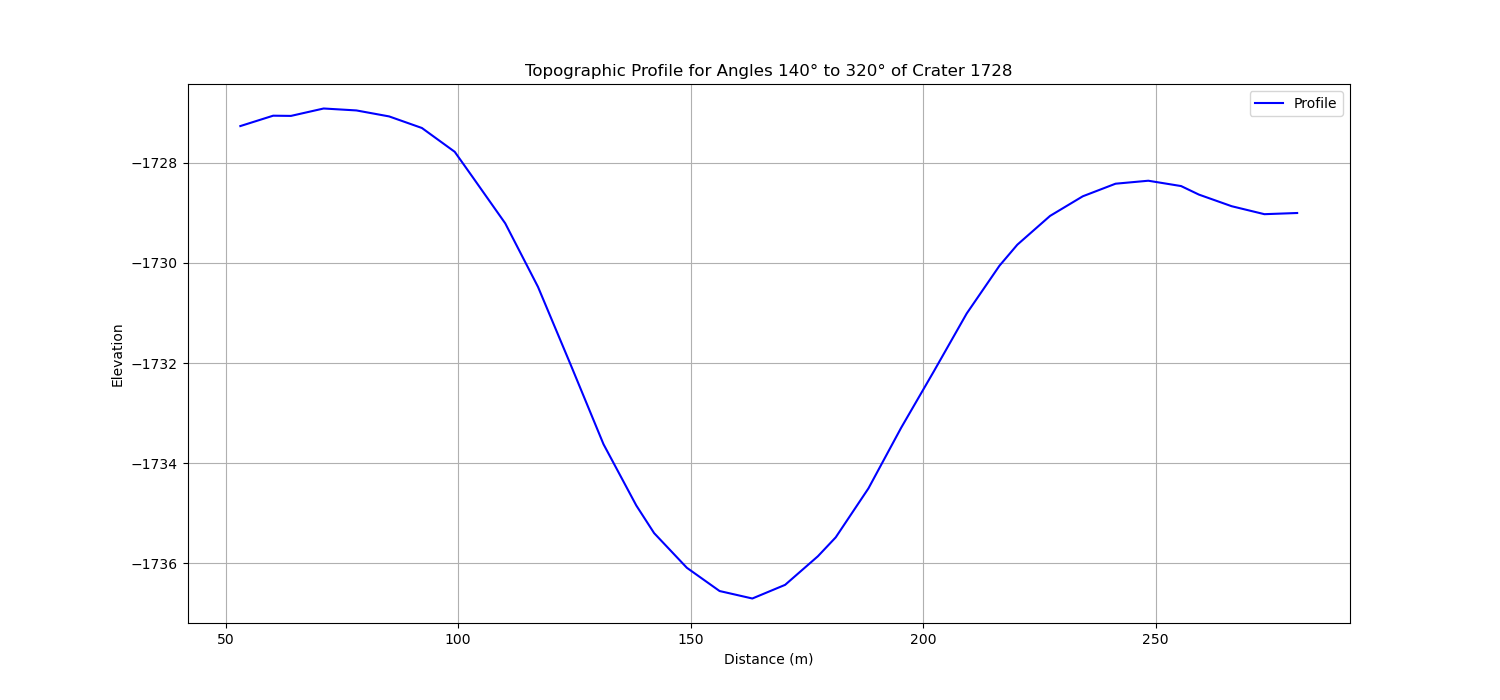 Topographic Profile for Angles 140° to 320° of Crater 1728
Profile
−1728
−1730
−1732
−1734
−1736
Elevation
50
100
150
200
250
Distance (m)